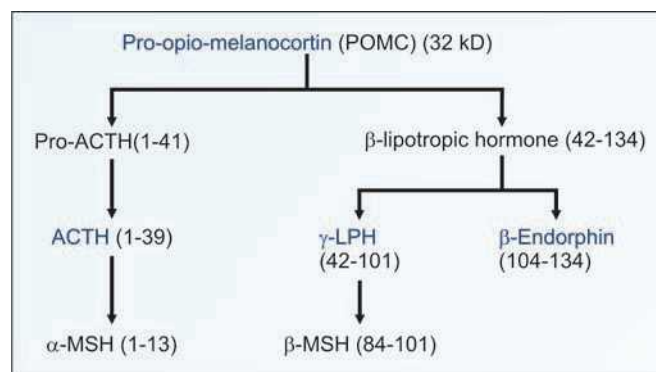 Pro-opio-melanocortin (POMC) (32 kD)
Pro-ACTH(1-41)
β-lipotropic hormone (42-134)
ACTH (1-39)
γ-LPH
(42-101)
β-Endorphin
(104-134)
α-MSH (1-13)
β-MSH (84-101)